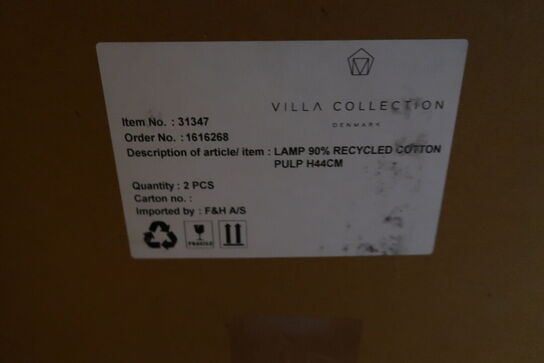 VILLA COLLECTION
DENMARK
Item No. : 31347
Order No. : 1616268
Description of article/ item : LAMP 90% RECYCLED COTTON
PULP H44CM
Quantity : 2 PCS
Carton no. :
Imported by : F&H A/S
FRAGILE